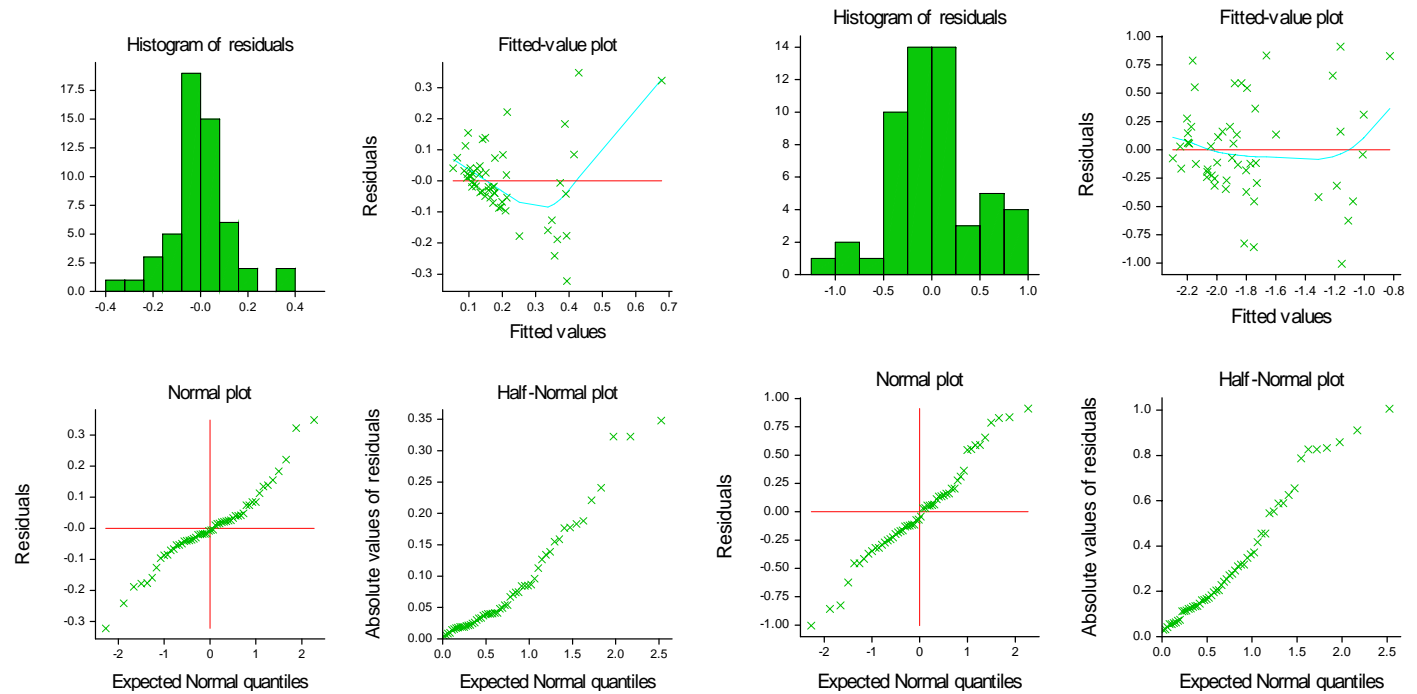 Histogram of residuals
17.5
15.0
12.5
10.0
7.5
5.0
2.5
0.0
-0.4 -0.2 -0.0 0.2 0.4
Fitted-value plot
Residuals
0.3
0.2
0.1
-0.0
-0.1
-0.2
-0.3
0.1 0.2 0.3 0.4 0.5 0.6 0.7
Fitted values
Histogram of residuals
14
12
10
8
6
4
2
0
-1.0 -0.5 0.0 0.5 1.0
Fitted-value plot
Residuals
1.00
0.75
0.50
0.25
0.00
-0.25
-0.50
-0.75
-1.00
-2.2 -2.0 -1.8 -1.6 -1.4 -1.2 -1.0 -0.8
Fitted values
Normal plot
Residuals
0.3
0.2
0.1
-0.0
-0.1
-0.2
-0.3
-2 -1 0 1 2
Expected Normal quantiles
Half-Normal plot
Absolute values of residuals
0.35
0.30
0.25
0.20
0.15
0.10
0.05
0.00
0.0 0.5 1.0 1.5 2.0 2.5
Expected Normal quantiles
Normal plot
Residuals
1.00
0.75
0.50
0.25
0.00
-0.25
-0.50
-0.75
-1.00
-2 -1 0 1 2
Expected Normal quantiles
Half-Normal plot
Absolute values of residuals
1.0
0.8
0.6
0.4
0.2
0.0
0.0 0.5 1.0 1.5 2.0 2.5
Expected Normal quantiles